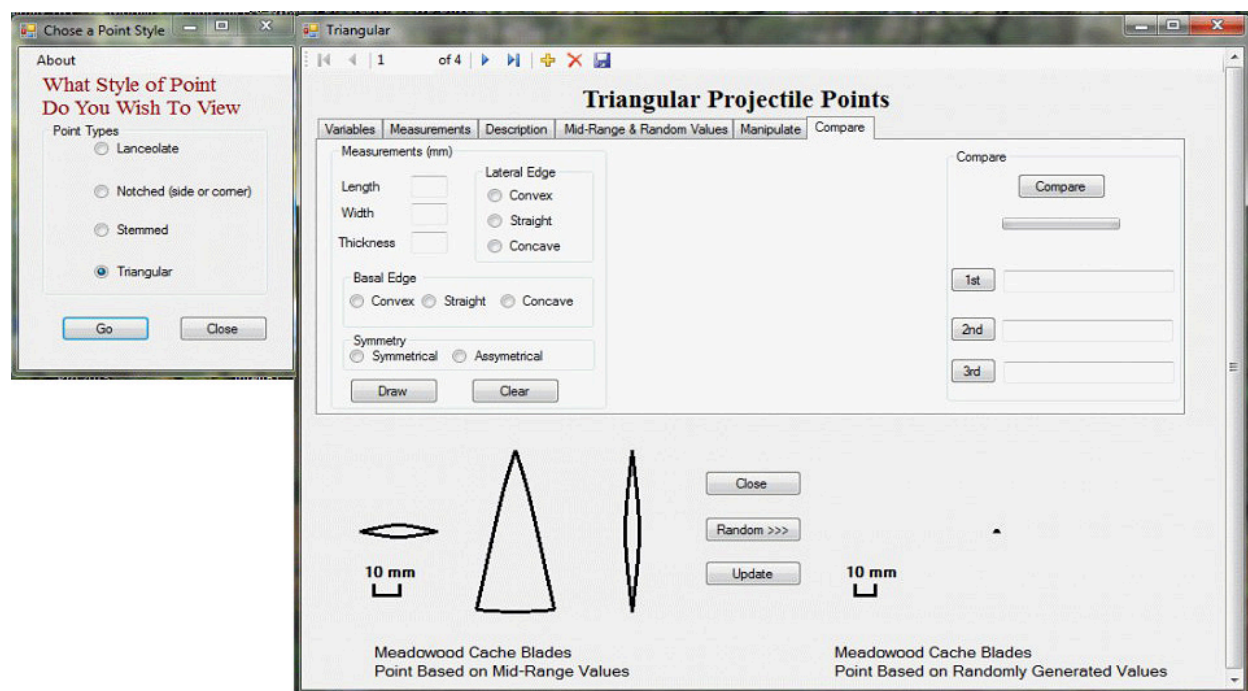 Chose a Point Style
About
What Style of Point
Do You Wish To View
Point Types
Lanceolate
Notched (side or corner)
Stemmed
Triangular
Go Close
Triangular
1 of 4
Triangular Projectile Points
Variables Measurements Description Mid-Range & Random Values Manipulate Compare
Measurements (mm)
Length
Width
Thickness
Lateral Edge
Convex
Straight
Concave
Basal Edge
Convex Straight Concave
Symmetry
Symmetrical Assymetrical
Draw Clear
Compare
Compare
1st
2nd
3rd
Close
Random >>>
Update
10 mm
10 mm
Meadowood Cache Blades
Point Based on Mid-Range Values
Meadowood Cache Blades
Point Based on Randomly Generated Values